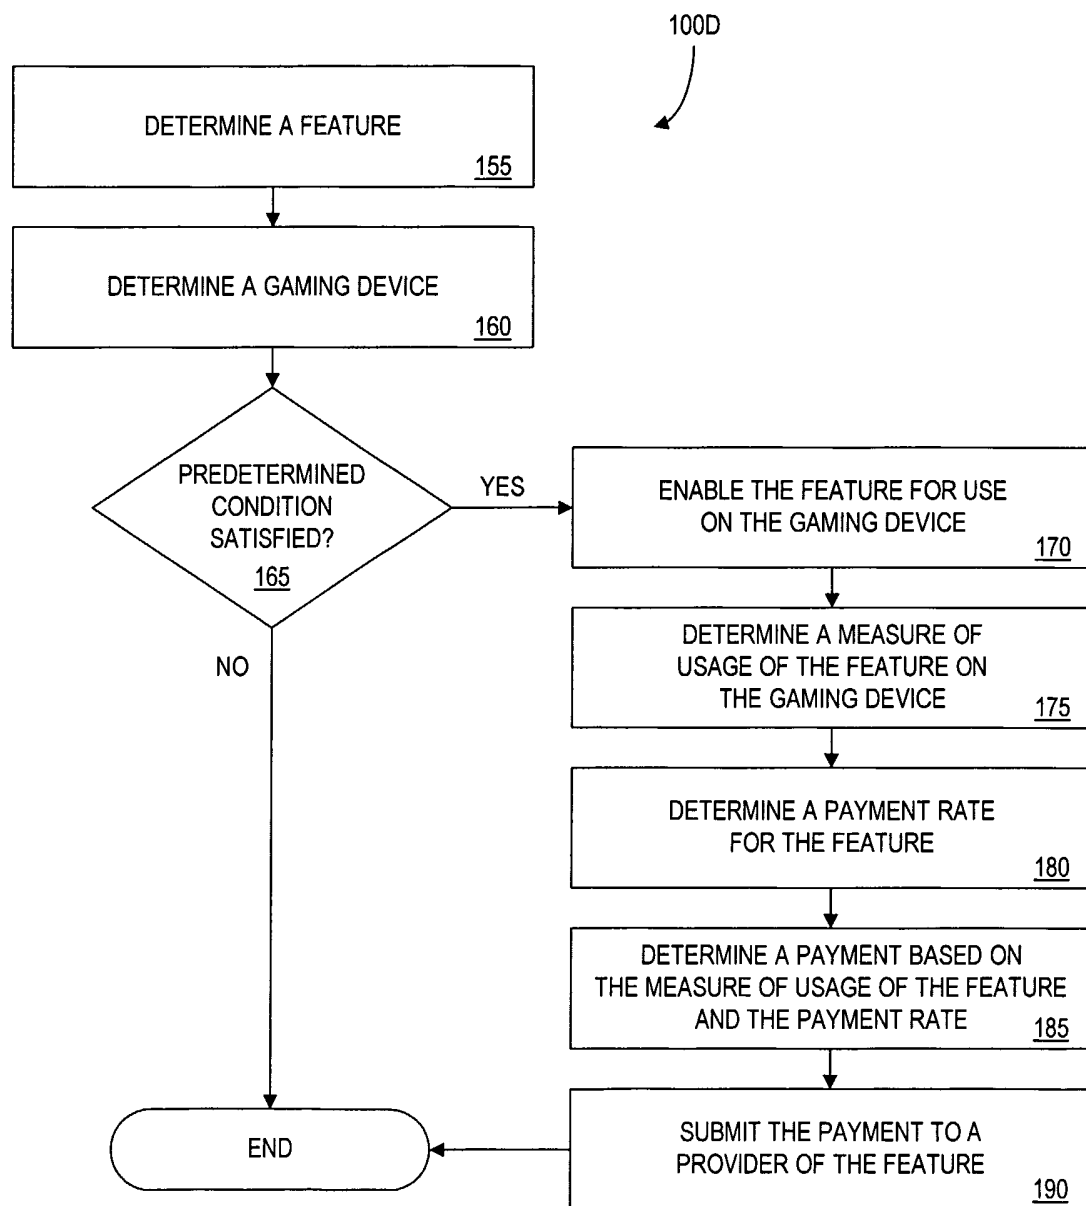 100D
DETERMINE A FEATURE
155
DETERMINE A GAMING DEVICE
160
PREDETERMINED
CONDITION
SATISFIED?
165
YES
NO
ENABLE THE FEATURE FOR USE
ON THE GAMING DEVICE
170
DETERMINE A MEASURE OF
USAGE OF THE FEATURE ON
THE GAMING DEVICE
175
DETERMINE A PAYMENT RATE
FOR THE FEATURE
180
DETERMINE A PAYMENT BASED ON
THE MEASURE OF USAGE OF THE FEATURE
AND THE PAYMENT RATE
185
SUBMIT THE PAYMENT TO A
PROVIDER OF THE FEATURE
190
END